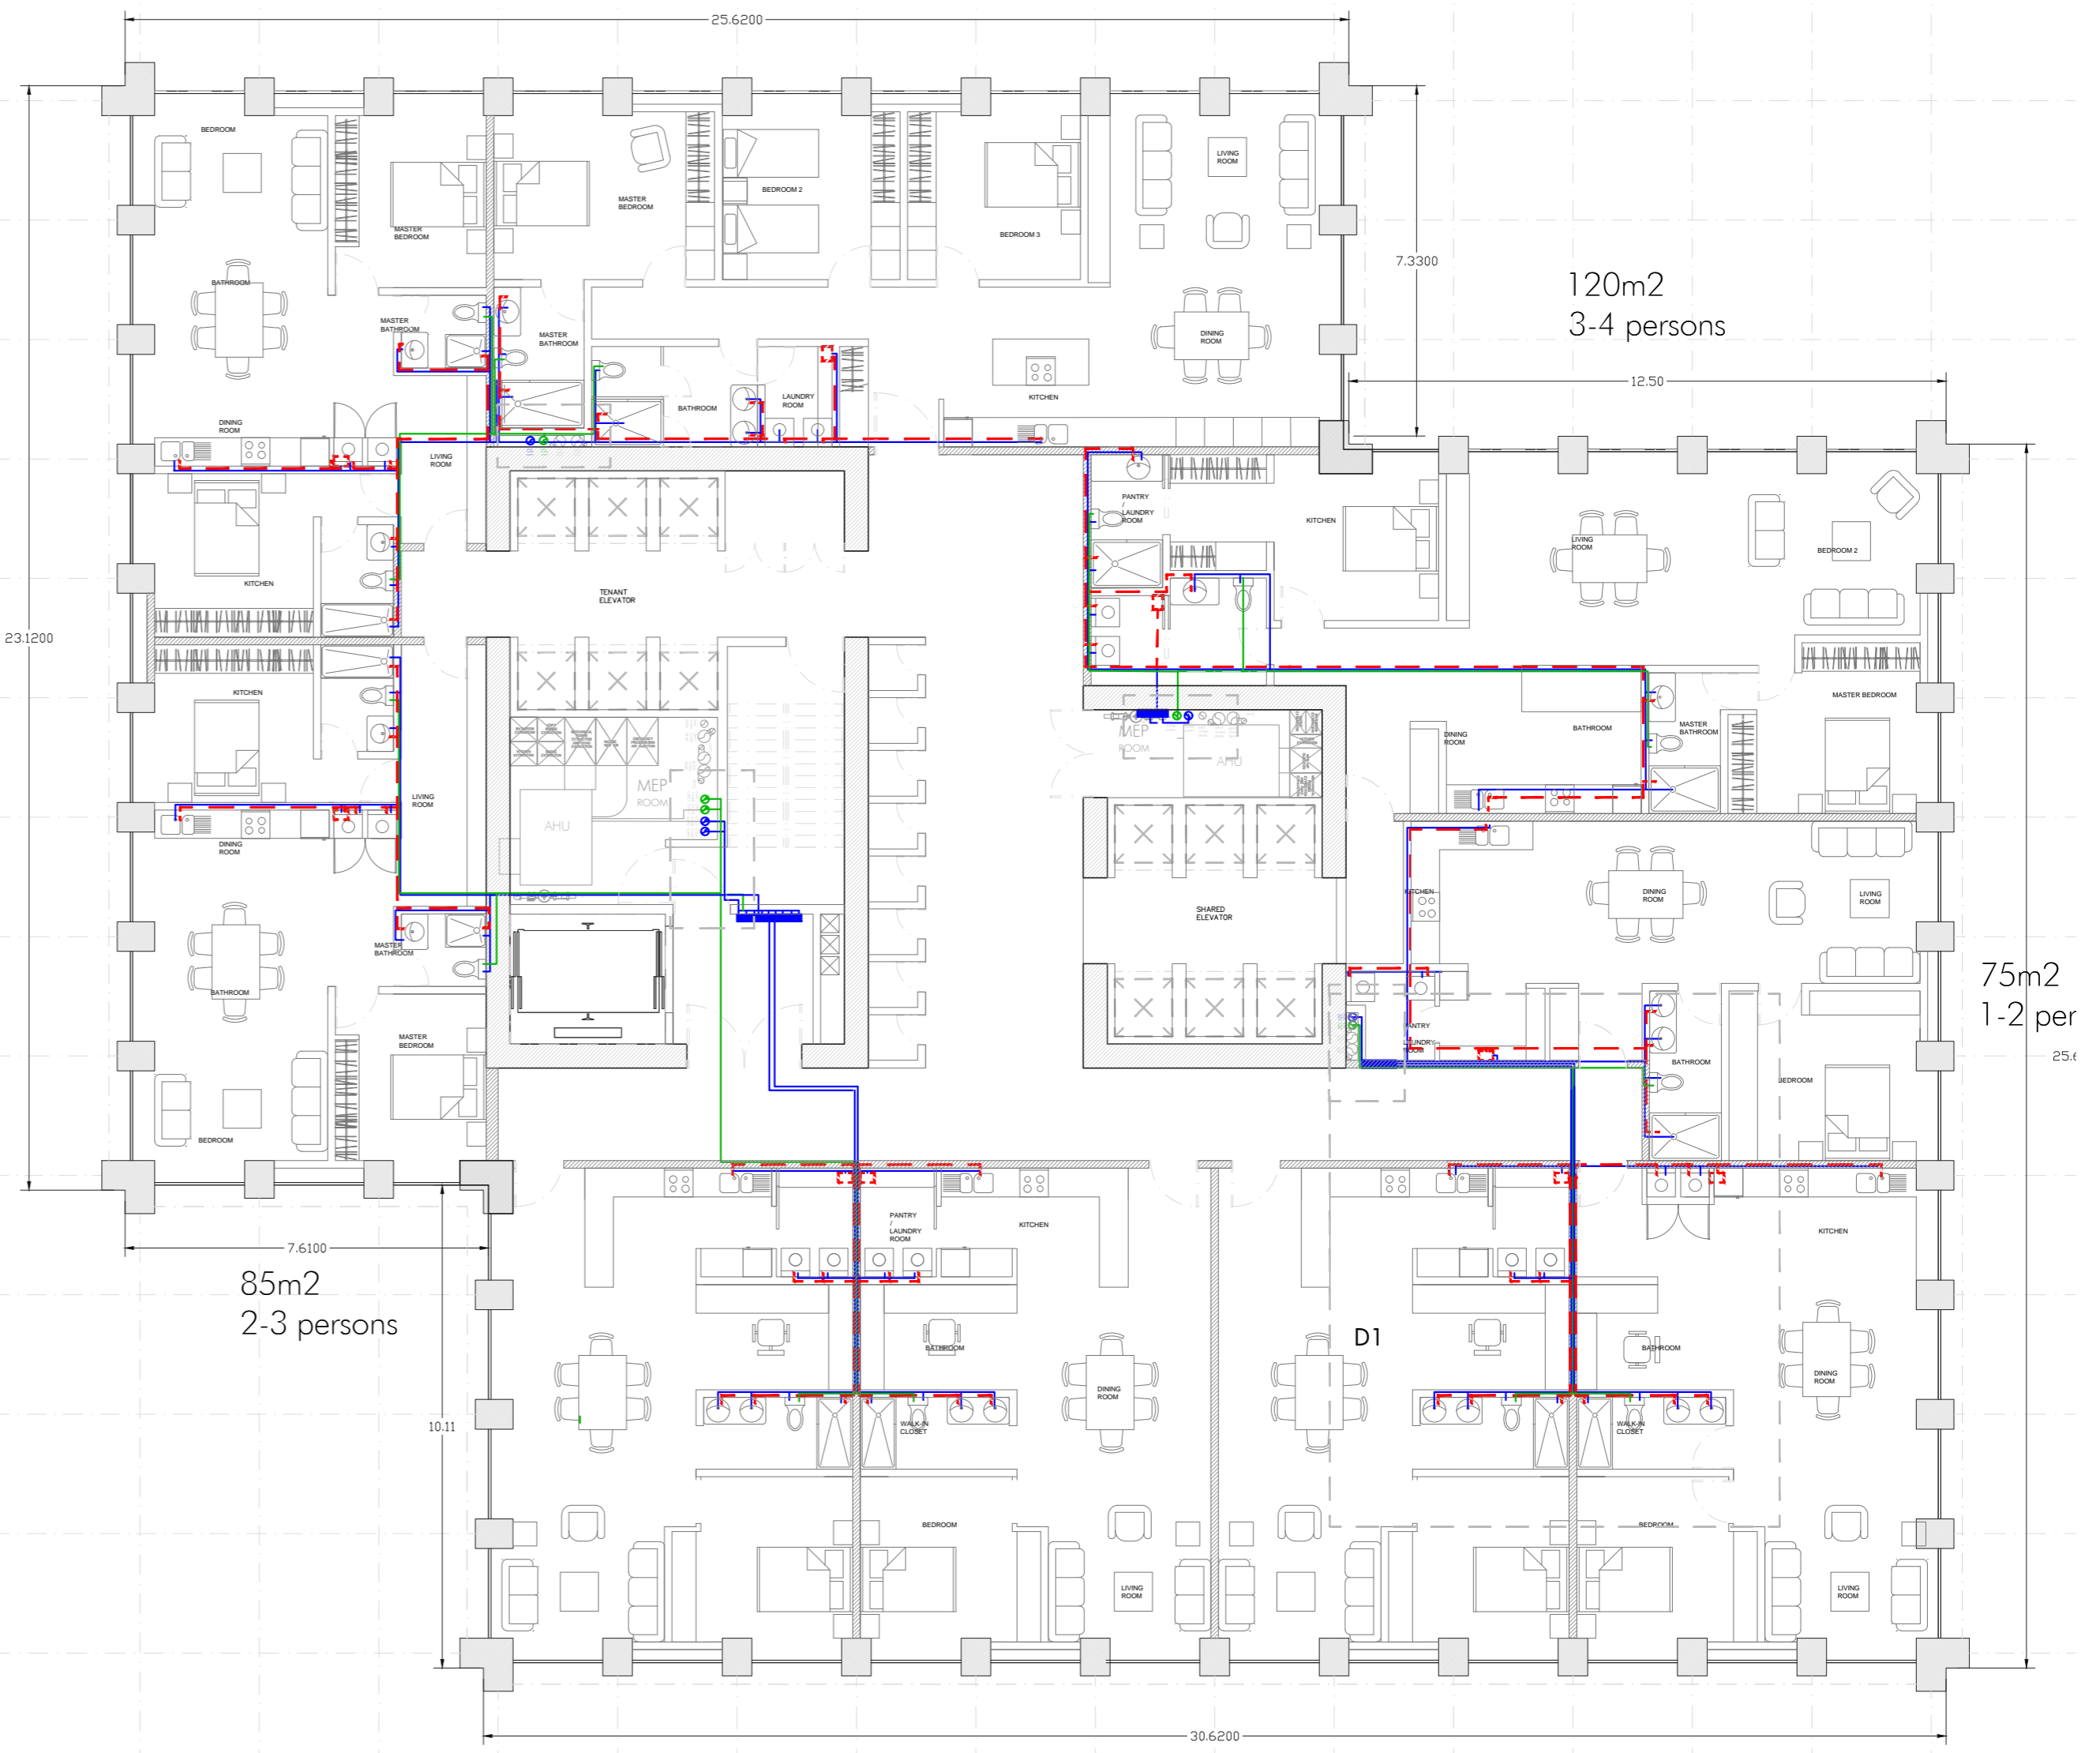 25.6200
BEDROOM
MASTER
BEDROOM
MASTER
BEDROOM
BEDROOM 2
BEDROOM 3
LIVING
ROOM
7.3300
120m2
3-4 persons
BATHROOM
MASTER
BATHROOM
MASTER
BATHROOM
DINING
ROOM
12.50
BATHROOM
LAUNDRY
ROOM
KITCHEN
DINING
ROOM
LIVING
ROOM
PANTRY
/
LAUNDRY
ROOM
KITCHEN
LIVING
ROOM
BEDROOM 2
KITCHEN
TENANT
ELEVATOR
23.1200
KITCHEN
MASTER BEDROOM
MEP
ROOM
AHU
MEP
ROOM
AHU
DINING
ROOM
BATHROOM
MASTER
BATHROOM
LIVING
ROOM
DINING
ROOM
KITCHEN
DINING
ROOM
LIVING
ROOM
SHARED
ELEVATOR
MASTER
BATHROOM
BATHROOM
75m2
1-2 per
25.6
MASTER
BEDROOM
PANTRY
/
LAUNDRY
ROOM
BATHROOM
BEDROOM
BEDROOM
7.6100
85m2
2-3 persons
PANTRY
/
LAUNDRY
ROOM
KITCHEN
KITCHEN
D1
BATHROOM
BATHROOM
DINING
ROOM
DINING
ROOM
10.11
WALK-IN
CLOSET
WALK-IN
CLOSET
BEDROOM
BEDROOM
LIVING
ROOM
LIVING
ROOM
30.6200